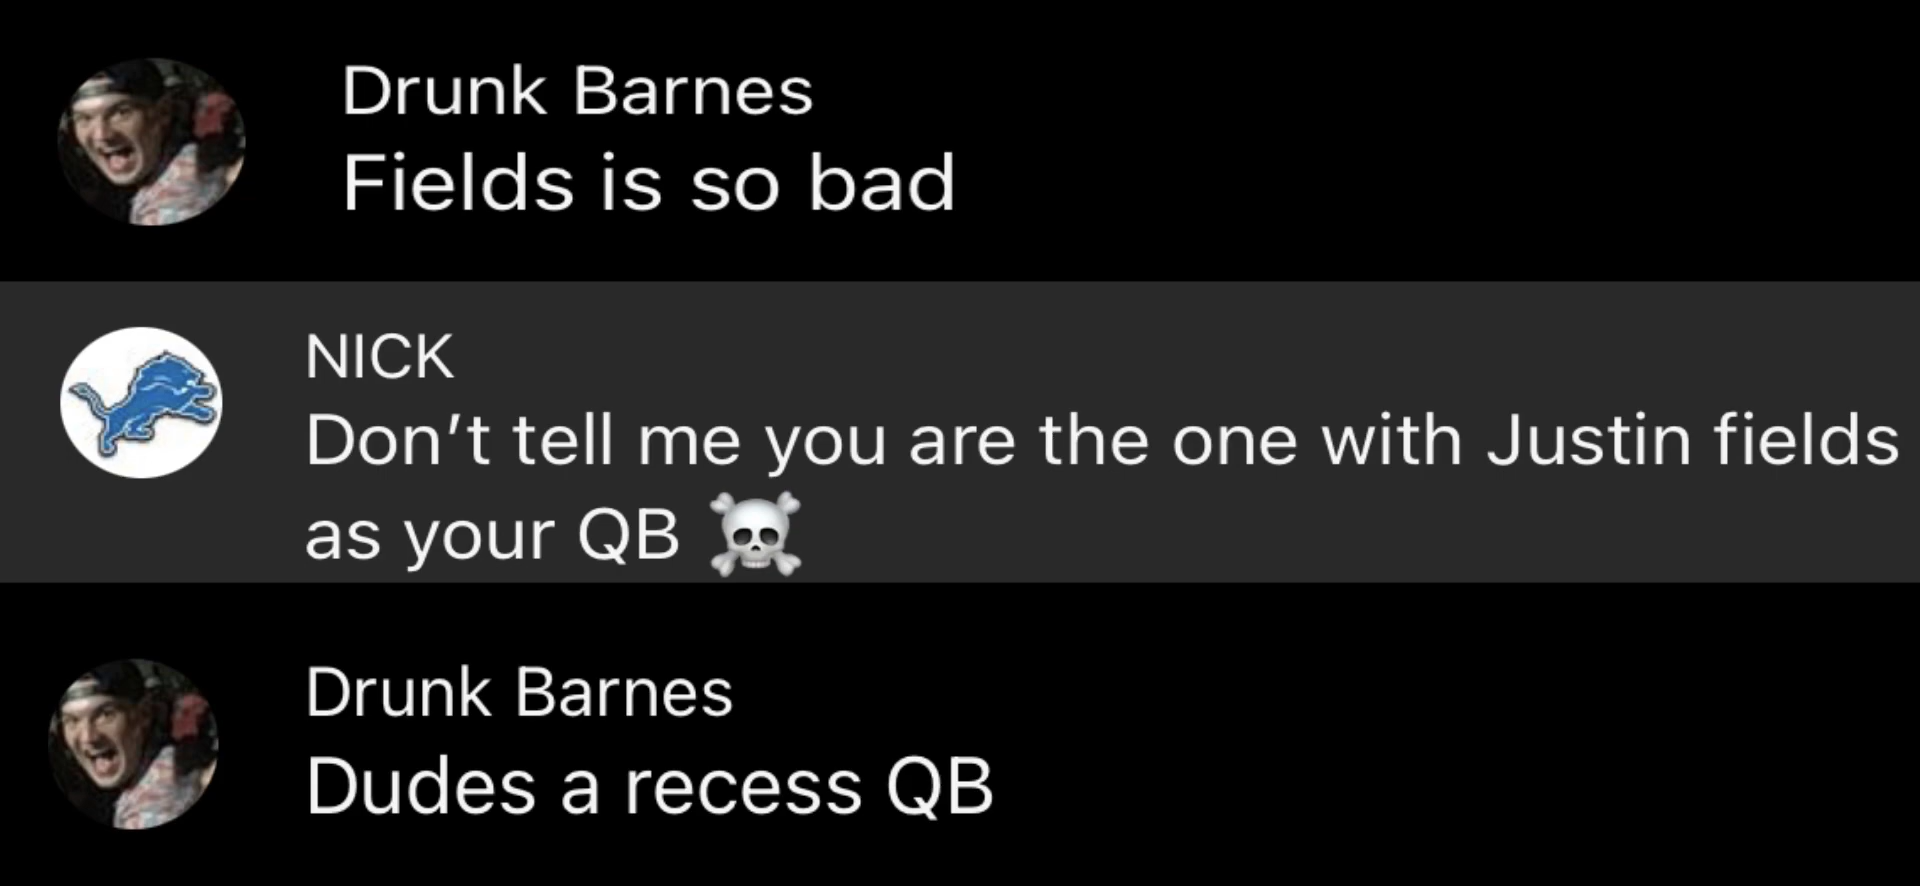 Drunk Barnes
Fields is so bad
NICK
Don’t tell me you are the one with Justin fields
as your QB ☠️
Drunk Barnes
Dudes a recess QB